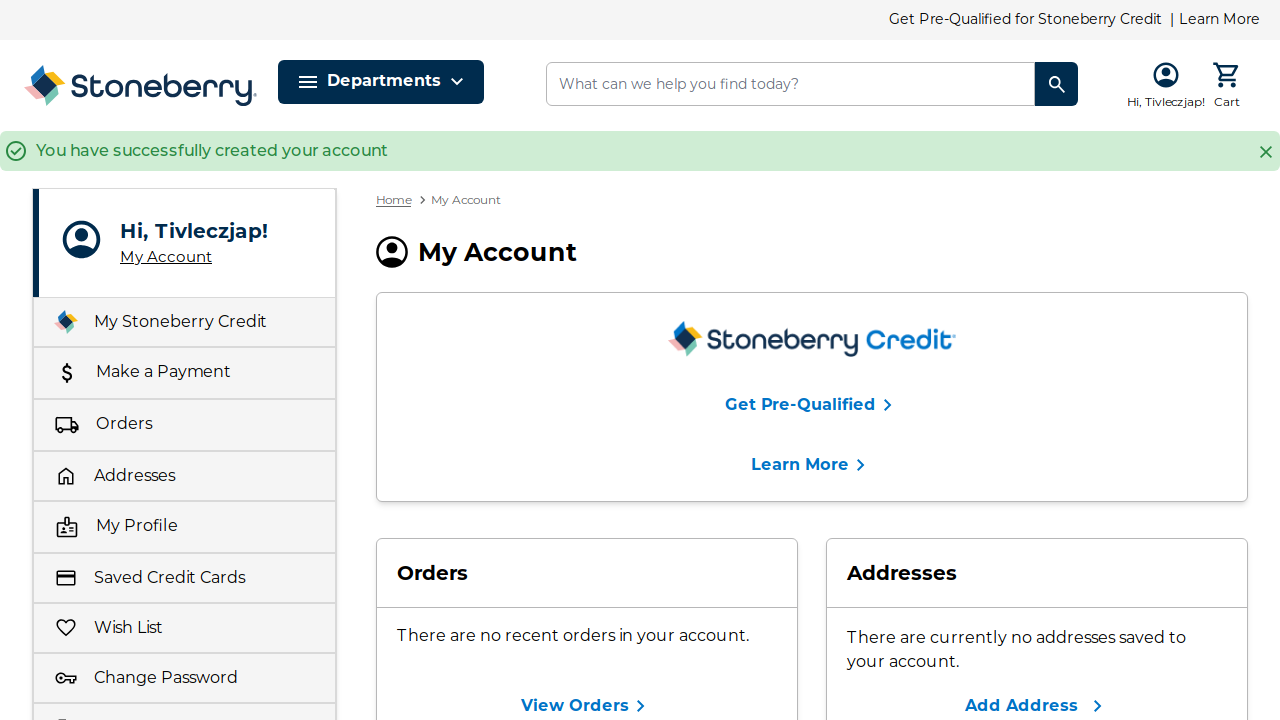 Get Pre-Qualified for Stoneberry Credit | Learn More
Stoneberry®
Departments
What can we help you find today?
Hi, Tivleczjap!
Cart
You have successfully created your account
Hi, Tivleczjap!
My Account
My Stoneberry Credit
Make a Payment
Orders
Addresses
My Profile
Saved Credit Cards
Wish List
Change Password
Home > My Account
My Account
Stoneberry Credit®
Get Pre-Qualified
Learn More
Orders
There are no recent orders in your account.
View Orders
Addresses
There are currently no addresses saved to
your account.
Add Address